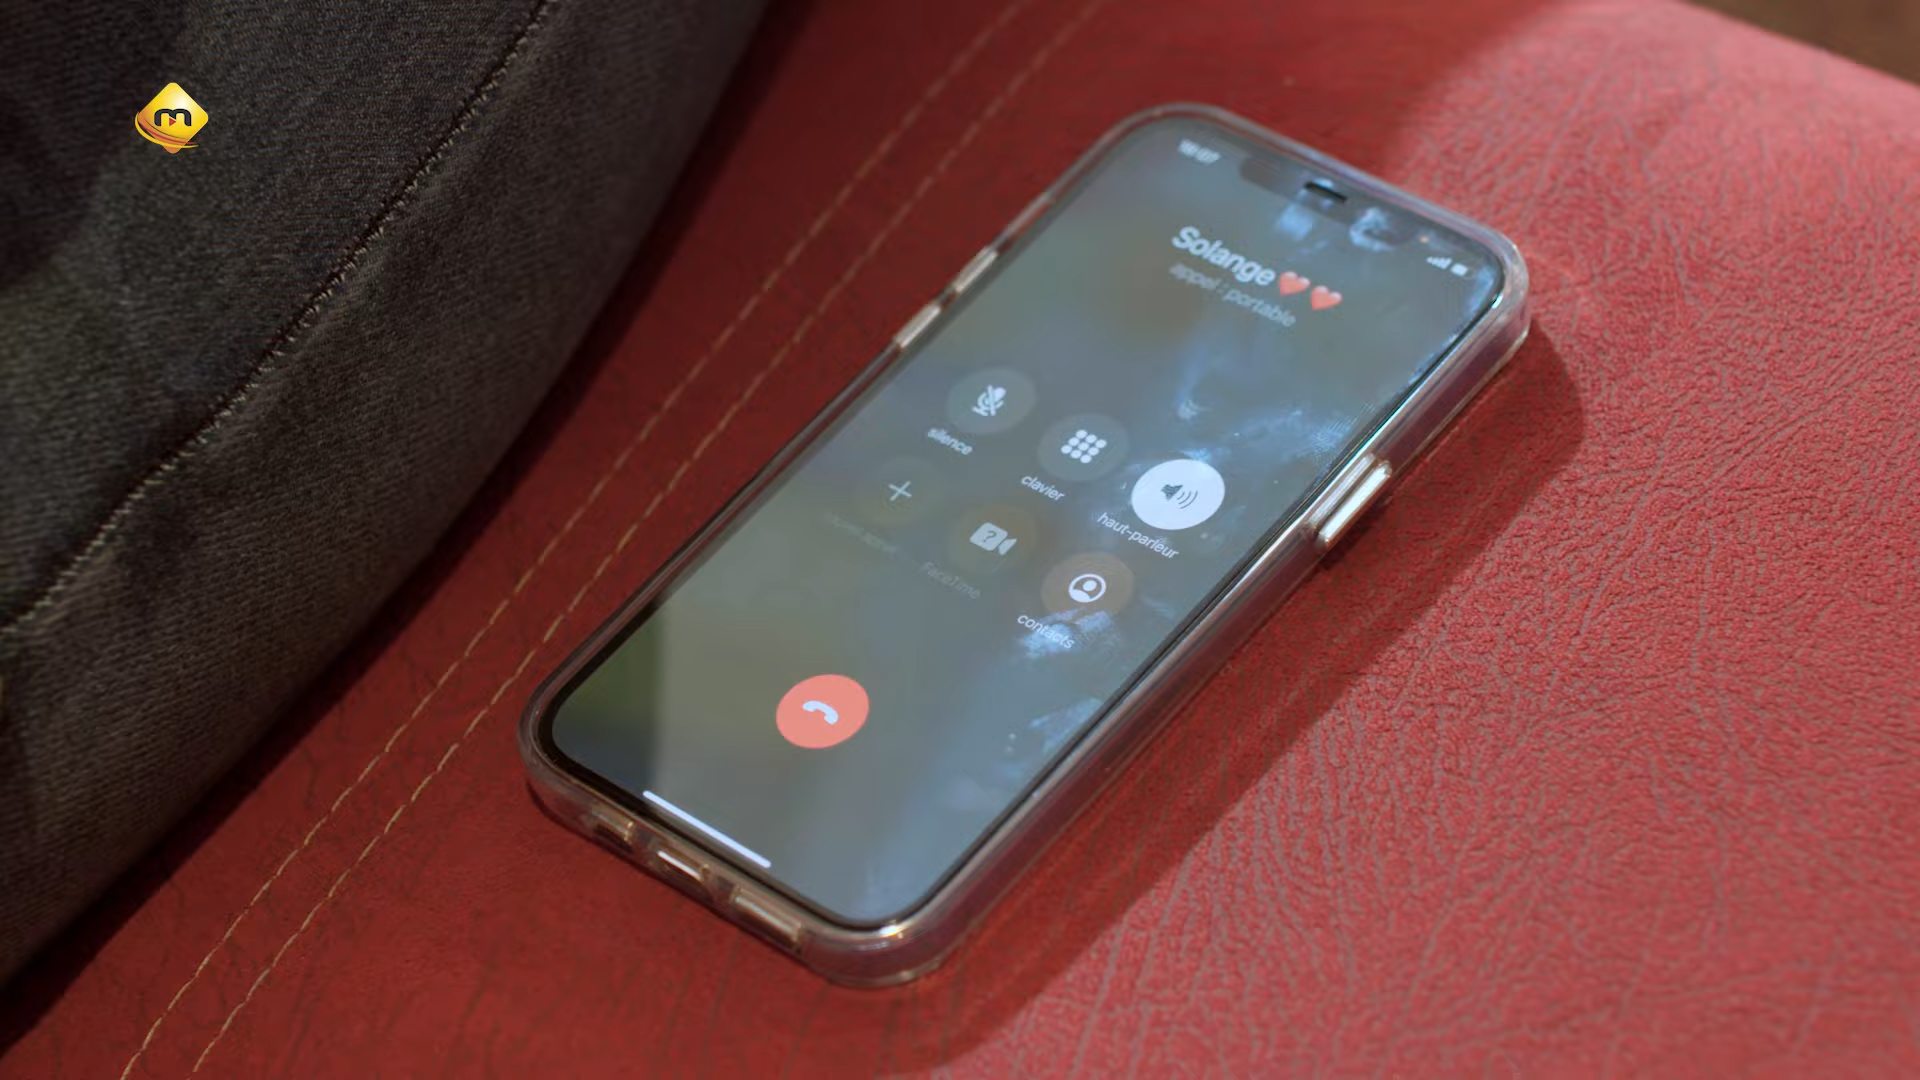 m
Solange ❤️❤️
appel : portable
silence
clavier
haut-parleur
FaceTime
contacts